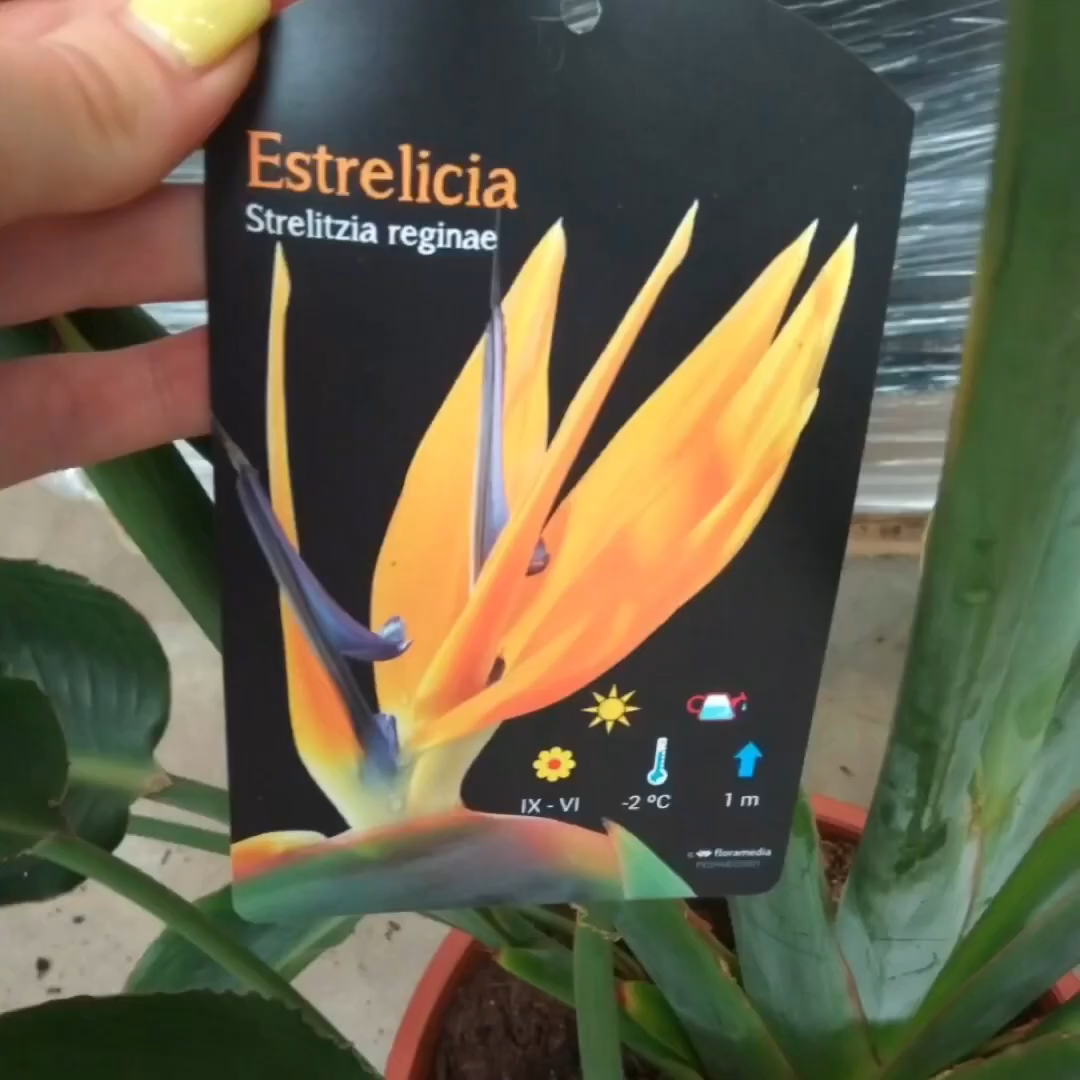 Estrelicia
Strelitzia reginae
IX - VI
-2 ºC
1 m
floramedia